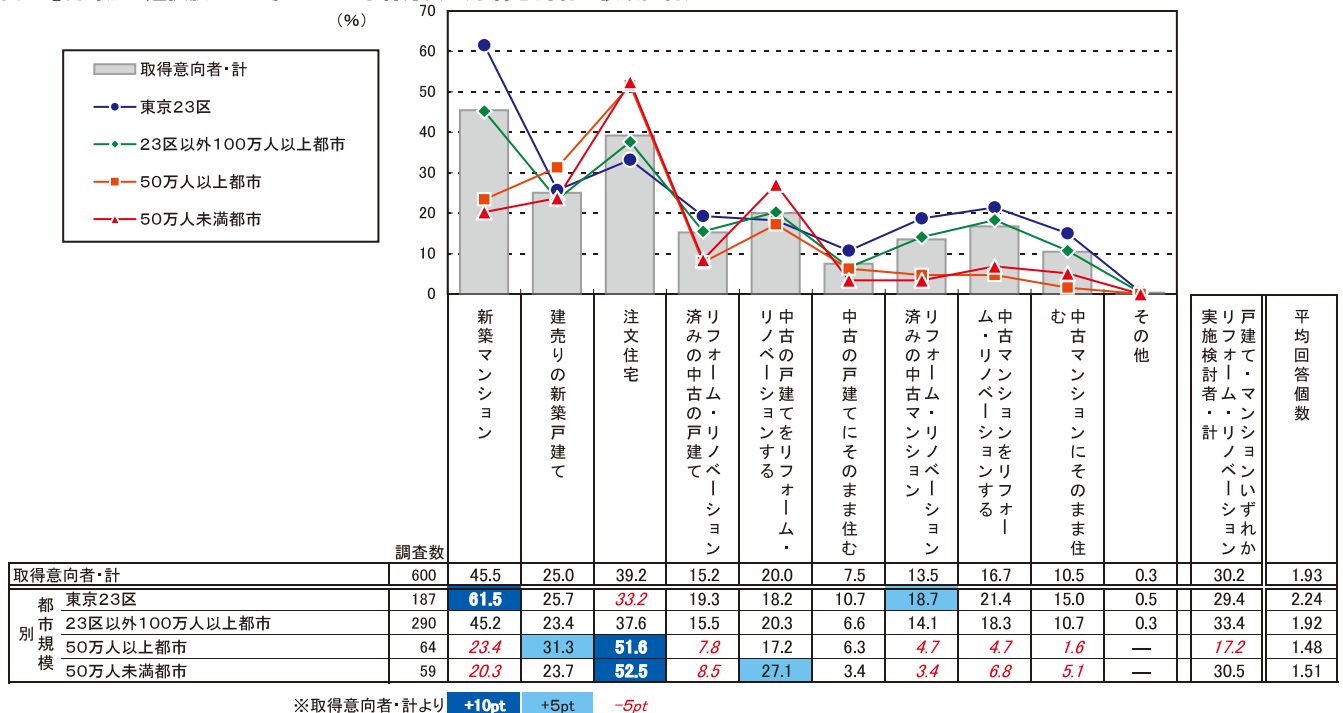 (%)
70
60
50
40
30
20
10
0
取得意向者・計
東京23区
23区以外100万人以上都市
50万人以上都市
50万人未満都市
新築マンション
建売りの新築戸建て
注文住宅
リフォーム・リノベーション
済みの中古の戸建て
中古の戸建てをリフォーム・
リノベーションする
中古の戸建てにそのまま住む
リフォーム・リノベーション
済みの中古マンション
中古マンションをリフォー
ム・リノベーションする
中古マンションにそのまま住
む
その他
戸建て・マンションいずれか
リフォーム・リノベーション
実施検討者・計
平均回答個数
調査数
取得意向者・計 600 45.5 25.0 39.2 15.2 20.0 7.5 13.5 16.7 10.5 0.3 30.2 1.93
都市規模別
東京23区 187 61.5 25.7 33.2 19.3 18.2 10.7 18.7 21.4 15.0 0.5 29.4 2.24
23区以外100万人以上都市 290 45.2 23.4 37.6 15.5 20.3 6.6 14.1 18.3 10.7 0.3 33.4 1.92
50万人以上都市 64 23.4 31.3 51.6 7.8 17.2 6.3 4.7 4.7 1.6 — 17.2 1.48
50万人未満都市 59 20.3 23.7 52.5 8.5 27.1 3.4 3.4 6.8 5.1 — 30.5 1.51
※取得意向者・計より +10pt +5pt -5pt